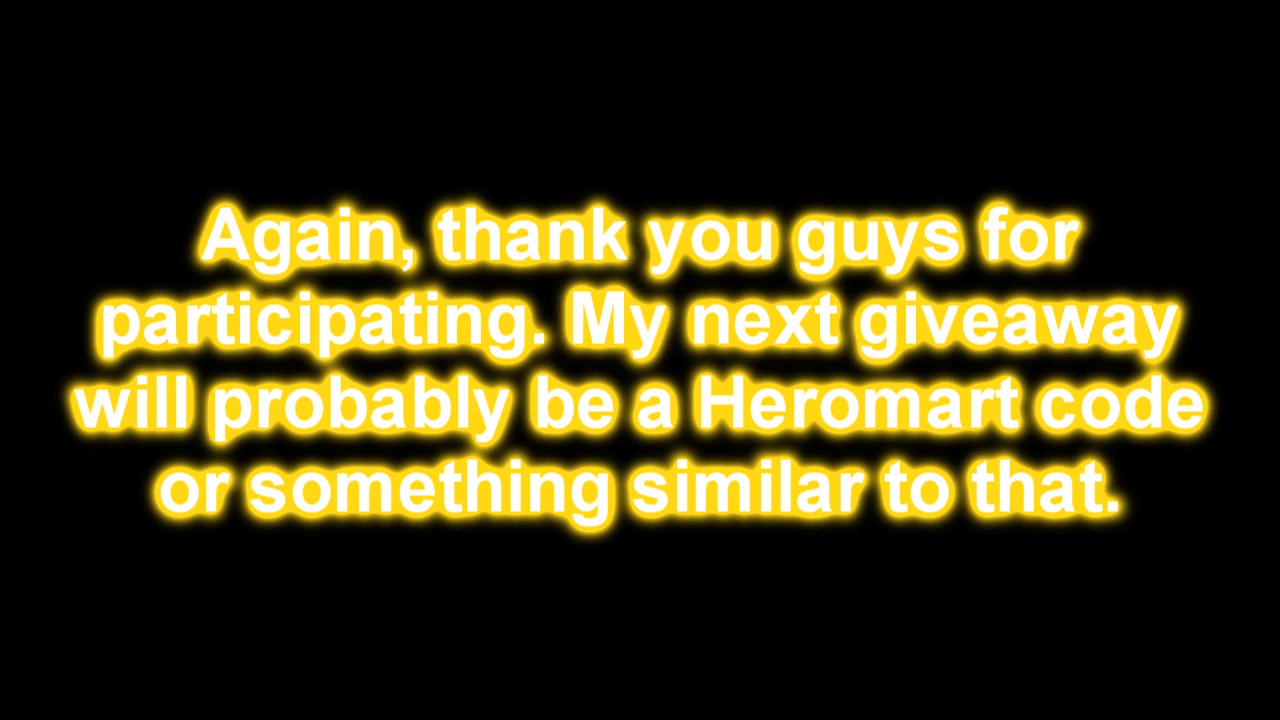 Again, thank you guys for
participating. My next giveaway
will probably be a Heromart code
or something similar to that.